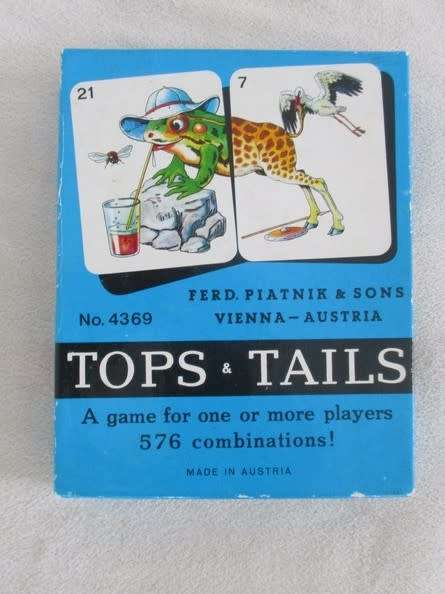 21
7
FERD. PIATNIK & SONS
No. 4369
VIENNA – AUSTRIA
TOPS & TAILS
A game for one or more players
576 combinations!
MADE IN AUSTRIA